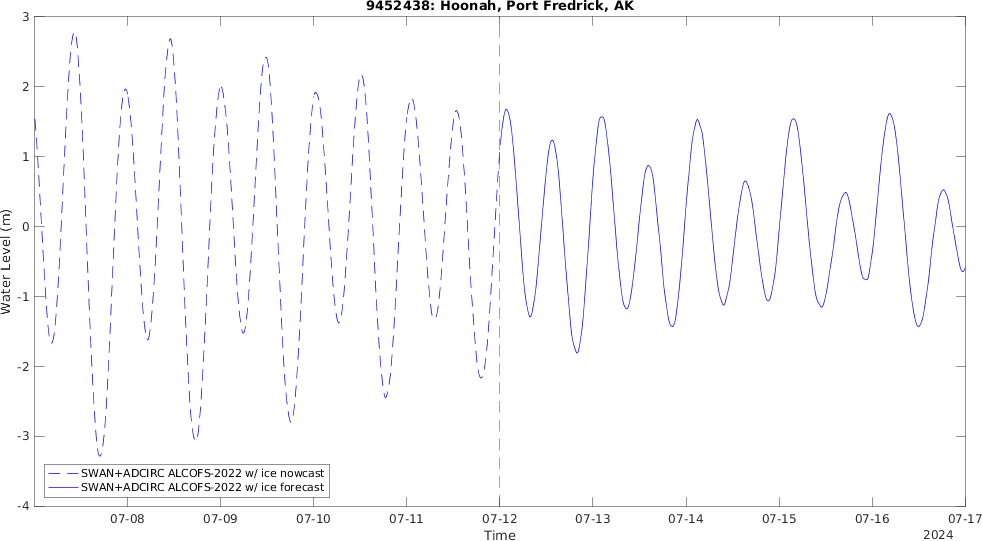 9452438: Hoonah, Port Fredrick, AK
3
2
1
0
-1
-2
-3
-4
Water Level (m)
SWAN+ADCIRC ALCOFS-2022 w/ ice nowcast
SWAN+ADCIRC ALCOFS-2022 w/ ice forecast
07-08 07-09 07-10 07-11 07-12 07-13 07-14 07-15 07-16 07-17
Time
2024